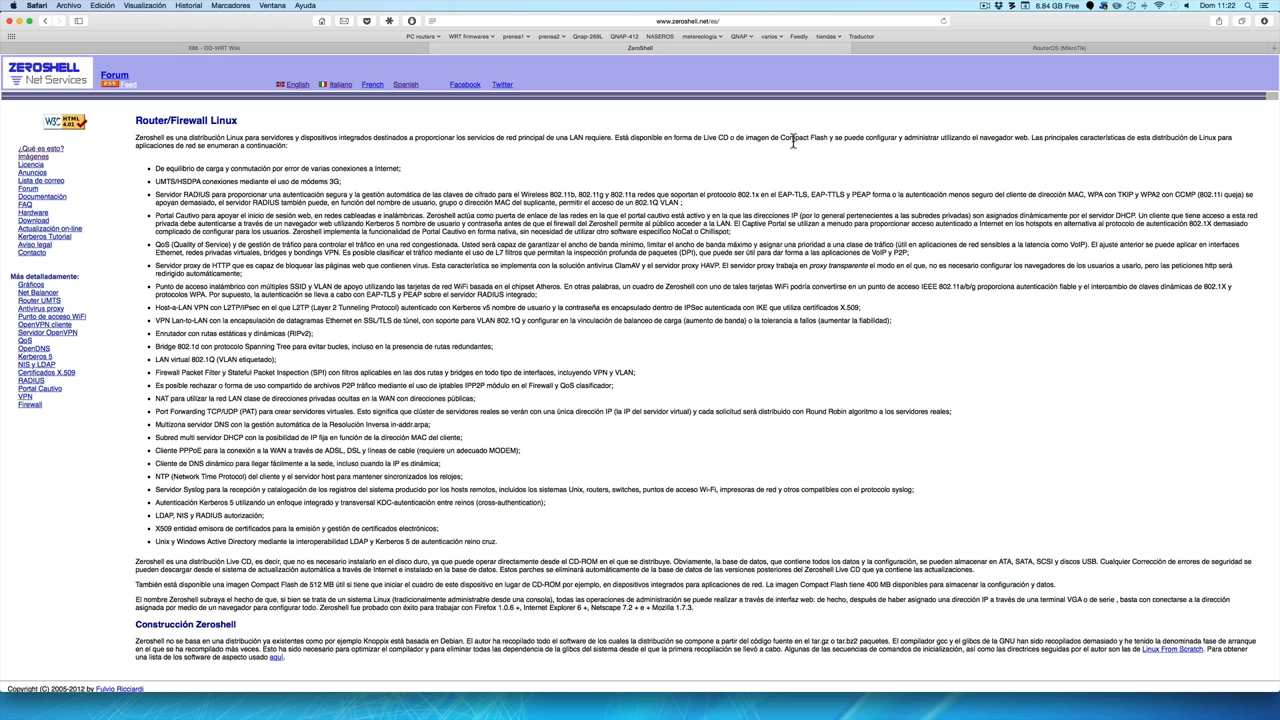 Safari Archivo Edición Visualización Historial Marcadores Ventana Ayuda 6.84 GB Free Dom 11:22
www.zeroshell.net/es/
PC routers WRT firmwares prensa1 prensa2 Qnap-269L QNAP-412 NASEROS metereologia QNAP varios Feedly tiendas Traductor
X86 - DD-WRT Wiki ZeroShell RouterOS (MikroTik)
ZEROSHELL
Net Services
Forum
RSS Feed
English Italiano French Spanish Facebook Twitter
W3C HTML 4.01
¿Qué es esto?
Imágenes
Licencia
Anuncios
Lista de correo
Forum
Documentación
FAQ
Hardware
Download
Actualización on-line
Kerberos Tutorial
Aviso legal
Contacto
Más detalladamente:
Gráficos
Net Balancer
Router UMTS
Antivirus proxy
Punto de acceso WiFi
OpenVPN cliente
Servidor OpenVPN
QoS
OpenDNS
Kerberos 5
NIS y LDAP
Certificados X.509
RADIUS
Portal Cautivo
VPN
Firewall
Router/Firewall Linux
Zeroshell es una distribución Linux para servidores y dispositivos integrados destinados a proporcionar los servicios de red principal de una LAN requiere. Está disponible en forma de Live CD o de imagen de Compact Flash y se puede configurar y administrar utilizando el navegador web. Las principales características de esta distribución de Linux para
aplicaciones de red se enumeran a continuación:
• De equilibrio de carga y conmutación por error de varias conexiones a Internet;
• UMTS/HSDPA conexiones mediante el uso de módems 3G;
• Servidor RADIUS para proporcionar una autenticación segura y la gestión automática de las claves de cifrado para el Wireless 802.11b, 802.11g y 802.11a redes que soportan el protocolo 802.1x en el EAP-TLS, EAP-TTLS y PEAP forma o la autenticación menos seguro del cliente de dirección MAC, WPA con TKIP y WPA2 con CCMP (802.11i queja) se
apoyan demasiado, el servidor RADIUS también pueden, en función del nombre de usuario, grupo o dirección MAC del suplicante, permitir el acceso de un 802.1Q VLAN ;
• Portal Cautivo para apoyar el inicio de sesión web, en redes cableadas e inalámbricas. Zeroshell actúa como puerta de enlace de las redes en la que el portal cautivo está activo y en la que las direcciones IP (por lo general pertenecientes a las subredes privadas) son asignados dinámicamente por el servidor DHCP. Un cliente que tiene acceso a esta red
privada debe autenticarse a través de un navegador web utilizando Kerberos 5 nombre de usuario y contraseña antes de que el firewall del Zeroshell permite al público acceder a la LAN. El Captive Portal se utilizan a menudo para proporcionar acceso autenticado a Internet en los hotspots en alternativa al protocolo de autenticación 802.1X demasiado
complicado de configurar para los usuarios. Zeroshell implementa la funcionalidad de Portal Cautivo en forma nativa, sin necesidad de utilizar otro software específico NoCat o Chillispot;
• QoS (Quality of Service) y de gestión de tráfico para controlar el tráfico en una red congestionada. Usted será capaz de garantizar el ancho de banda mínimo, limitar el ancho de banda máximo y asignar una prioridad a una clase de tráfico (útil en aplicaciones de red sensibles a la latencia como VoIP). El ajuste anterior se puede aplicar en interfaces
Ethernet, redes privadas virtuales, bridges y bondings VPN. Es posible clasificar el tráfico mediante el uso de L7 filtros que permitan la inspección profunda de paquetes (DPI), que puede ser útil para dar forma a las aplicaciones de VoIP y P2P;
• Servidor proxy de HTTP que es capaz de bloquear las páginas web que contienen virus. Esta característica se implementa con la solución antivirus ClamAV y el servidor proxy HAVP. El servidor proxy trabaja en proxy transparente el modo en el que, no es necesario configurar los navegadores de los usuarios a usarlo, pero las peticiones http será
redirigido automáticamente;
• Punto de acceso inalámbrico con múltiples SSID y VLAN de apoyo utilizando las tarjetas de red WiFi basada en el chipset Atheros. En otras palabras, un cuadro de Zeroshell con uno de tales tarjetas WiFi podría convertirse en un punto de acceso IEEE 802.11a/b/g proporciona autenticación fiable y el intercambio de claves dinámicas de 802.1X y
protocolos WPA. Por supuesto, la autenticación se lleva a cabo con EAP-TLS y PEAP sobre el servidor RADIUS integrado;
• Host-a-LAN VPN con L2TP/IPsec en el que L2TP (Layer 2 Tunneling Protocol) autenticado con Kerberos v5 nombre de usuario y la contraseña es encapsulado dentro de IPSec autenticada con IKE que utiliza certificados X.509;
• VPN Lan-to-LAN con la encapsulación de datagramas Ethernet en SSL/TLS de túnel, con soporte para VLAN 802.1Q y configurar en la vinculación de balanceo de carga (aumento de banda) o la tolerancia a fallos (aumentar la fiabilidad);
• Enrutador con rutas estáticas y dinámicas (RIPv2);
• Bridge 802.1d con protocolo Spanning Tree para evitar bucles, incluso en la presencia de rutas redundantes;
• LAN virtual 802.1Q (VLAN etiquetado);
• Firewall Packet Filter y Stateful Packet Inspection (SPI) con filtros aplicables en las dos rutas y bridges en todo tipo de interfaces, incluyendo VPN y VLAN;
• Es posible rechazar o forma de uso compartido de archivos P2P tráfico mediante el uso de iptables IPP2P módulo en el Firewall y QoS clasificador;
• NAT para utilizar la red LAN clase de direcciones privadas ocultas en la WAN con direcciones públicas;
• Port Forwarding TCP/UDP (PAT) para crear servidores virtuales. Esto significa que clúster de servidores reales se verán con una única dirección IP (la IP del servidor virtual) y cada solicitud será distribuido con Round Robin algoritmo a los servidores reales;
• Multizona servidor DNS con la gestión automática de la Resolución Inversa in-addr.arpa;
• Subred multi servidor DHCP con la posibilidad de IP fija en función de la dirección MAC del cliente;
• Cliente PPPoE para la conexión a la WAN a través de ADSL, DSL y líneas de cable (requiere un adecuado MODEM);
• Cliente de DNS dinámico para llegar fácilmente a la sede, incluso cuando la IP es dinámica;
• NTP (Network Time Protocol) del cliente y el servidor host para mantener sincronizados los relojes;
• Servidor Syslog para la recepción y catalogación de los registros del sistema producido por los hosts remotos, incluidos los sistemas Unix, routers, switches, puntos de acceso Wi-Fi, impresoras de red y otros compatibles con el protocolo syslog;
• Autenticación Kerberos 5 utilizando un enfoque integrado y transversal KDC-autenticación entre reinos (cross-authentication);
• LDAP, NIS y RADIUS autorización;
• X509 entidad emisora de certificados para la emisión y gestión de certificados electrónicos;
• Unix y Windows Active Directory mediante la interoperabilidad LDAP y Kerberos 5 de autenticación reino cruz.
Zeroshell es una distribución Live CD, es decir, que no es necesario instalarlo en el disco duro, ya que puede operar directamente desde el CD-ROM en el que se distribuye. Obviamente, la base de datos, que contiene todos los datos y la configuración, se pueden almacenar en ATA, SATA, SCSI y discos USB. Cualquier Corrección de errores de seguridad se
pueden descargar desde el sistema de actualización automática a través de Internet e instalado en la base de datos. Estos parches se eliminará automáticamente de la base de datos de las versiones posteriores del Zeroshell Live CD que ya contiene las actualizaciones.
También está disponible una imagen Compact Flash de 512 MB útil si tiene que iniciar el cuadro de este dispositivo en lugar de CD-ROM por ejemplo, en dispositivos integrados para aplicaciones de red. La imagen Compact Flash tiene 400 MB disponibles para almacenar la configuración y datos.
El nombre Zeroshell subraya el hecho de que, si bien se trata de un sistema Linux (tradicionalmente administrable desde una consola), todas las operaciones de administración se puede realizar a través de interfaz web: de hecho, después de haber asignado una dirección IP a través de una terminal VGA o de serie , basta con conectarse a la dirección
asignada por medio de un navegador para configurar todo. Zeroshell fue probado con éxito para trabajar con Firefox 1.0.6 +, Internet Explorer 6 +, Netscape 7.2 + e + Mozilla 1.7.3.
Construcción Zeroshell
Zeroshell no se basa en una distribución ya existentes como por ejemplo Knoppix está basada en Debian. El autor ha recopilado todo el software de los cuales la distribución se compone a partir del código fuente en el tar.gz o tar.bz2 paquetes. El compilador gcc y el glibcs de la GNU han sido recopilados demasiado y he tenido la denominada fase de arranque
en el que se ha recompilado más veces. Esto ha sido necesario para optimizar el compilador y para eliminar todas las dependencia de la glibcs del sistema desde el que la primera recopilación se llevó a cabo. Algunas de las secuencias de comandos de inicialización, así como las directrices seguidas por el autor son las de Linux From Scratch. Para obtener
una lista de los software de aspecto usado aquí.
Copyright (C) 2005-2012 by Fulvio Ricciardi